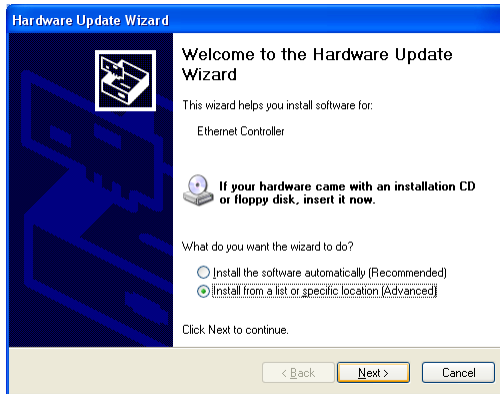 Hardware Update Wizard
Welcome to the Hardware Update
Wizard
This wizard helps you install software for:
Ethernet Controller
If your hardware came with an installation CD
or floppy disk, insert it now.
What do you want the wizard to do?
Install the software automatically (Recommended)
Install from a list or specific location (Advanced)
Click Next to continue.
< Back
Next >
Cancel